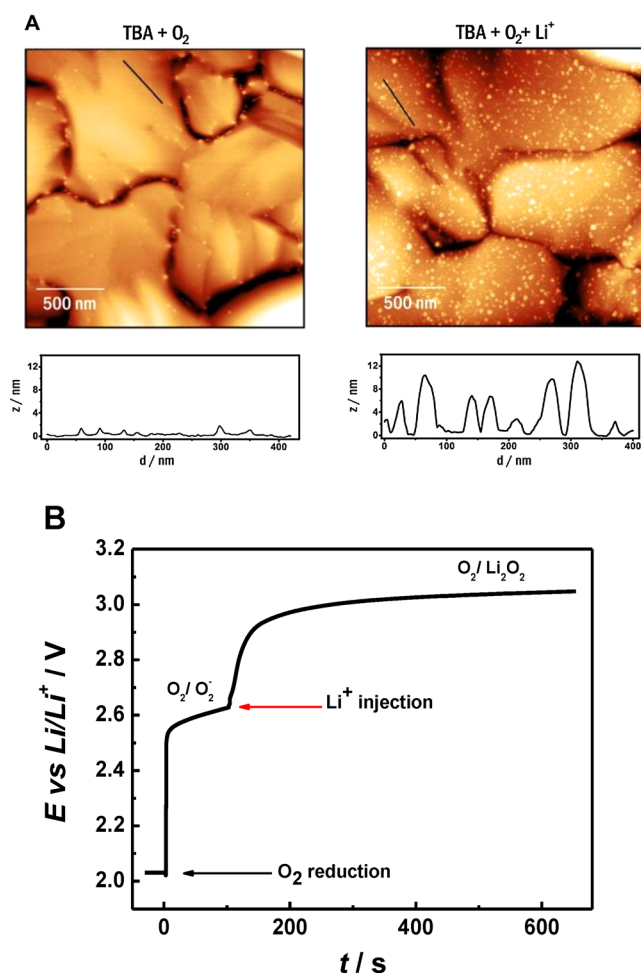 A
TBA + O₂
TBA + O₂+ Li⁺
500 nm
500 nm
z / nm
12
8
4
0
0
100
200
300
400
d / nm
z / nm
12
8
4
0
0
100
200
300
400
d / nm
B
E vs Li/Li⁺ / V
3.2
3.0
2.8
2.6
2.4
2.2
2.0
O₂/ Li₂O₂
O₂/ O₂⁻
Li⁺ injection
O₂ reduction
0
200
400
600
t / s